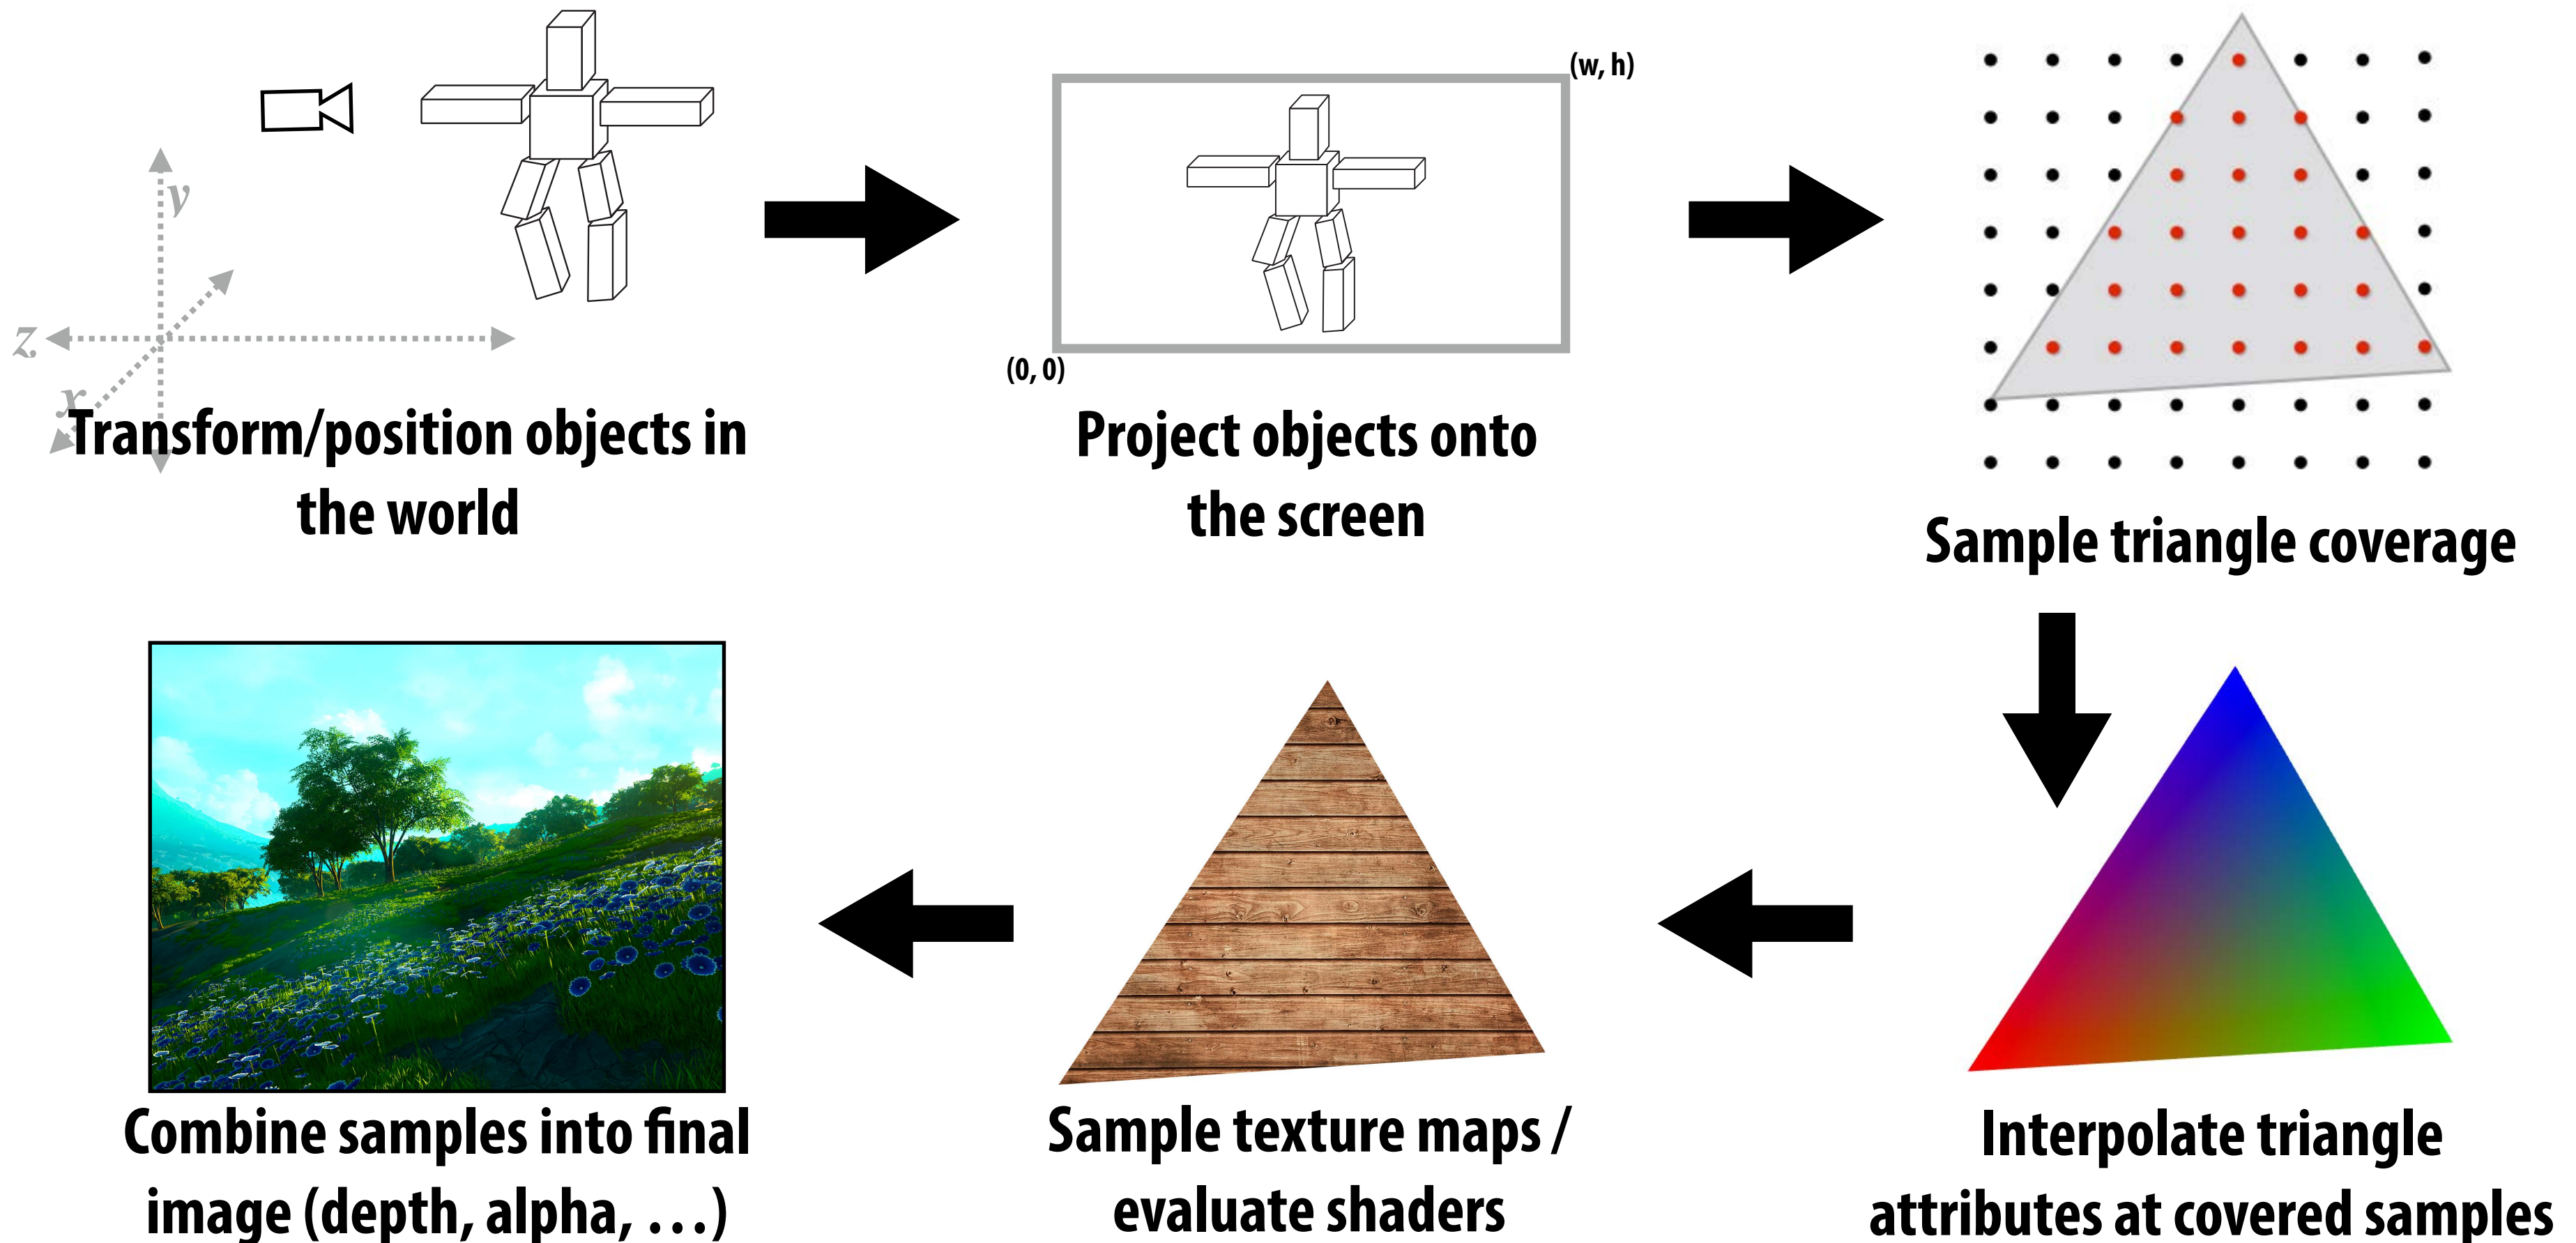 y
z
x
Transform/position objects in
the world
(w, h)
(0, 0)
Project objects onto
the screen
Sample triangle coverage
Interpolate triangle
attributes at covered samples
Sample texture maps /
evaluate shaders
Combine samples into final
image (depth, alpha, …)